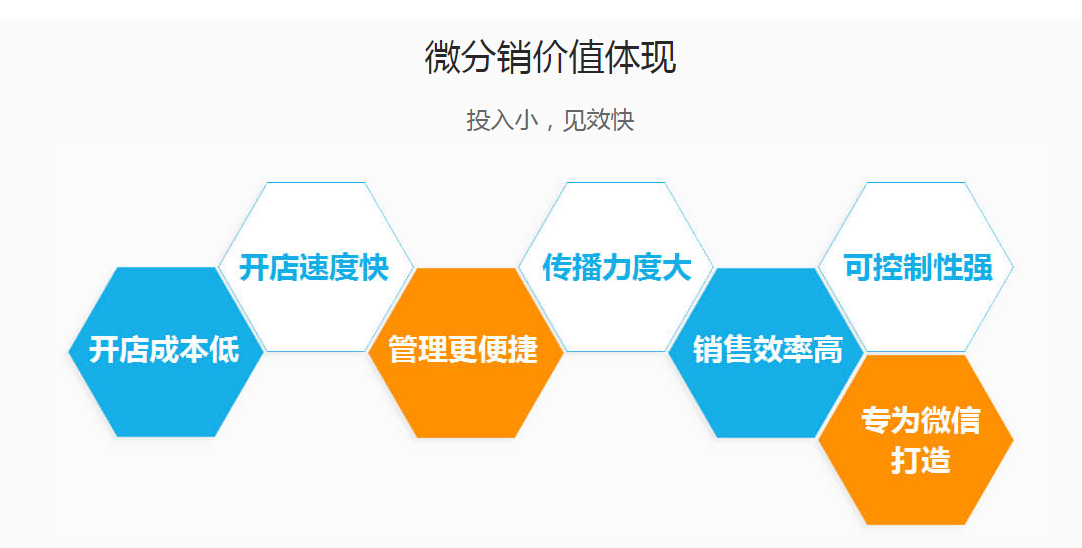 微分销价值体现
投入小，见效快
开店速度快
传播力度大
可控制性强
开店成本低
管理更便捷
销售效率高
专为微信
打造